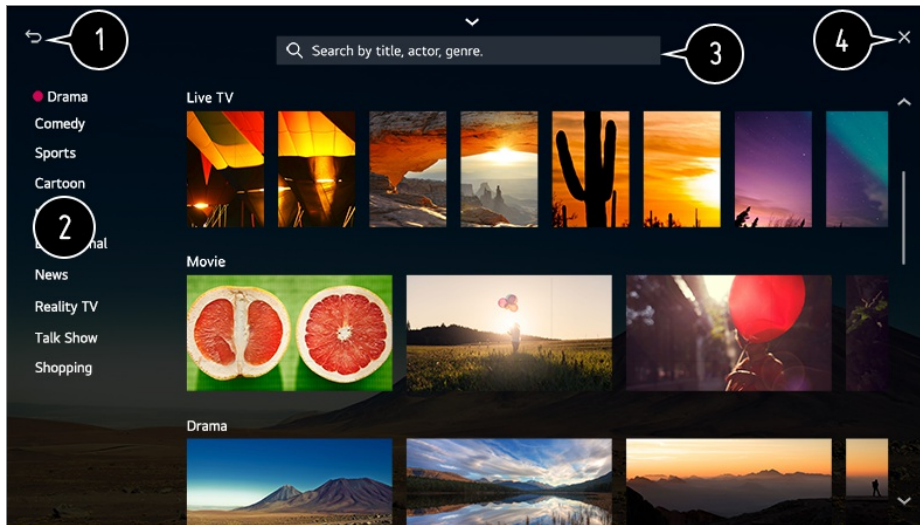 1
3
4
Search by title, actor, genre.
Drama
Comedy
Sports
Cartoon
2
News
Reality TV
Talk Show
Shopping
Live TV
Movie
Drama